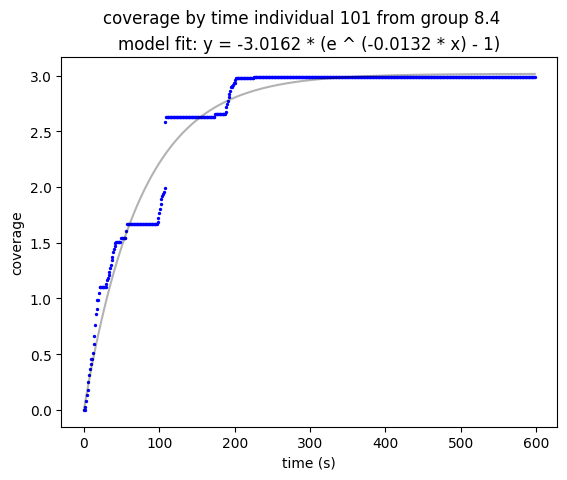 coverage by time individual 101 from group 8.4
model fit: y = -3.0162 * (e ^ (-0.0132 * x) - 1)
3.0
2.5
2.0
1.5
1.0
0.5
0.0
coverage
0 100 200 300 400 500 600
time (s)